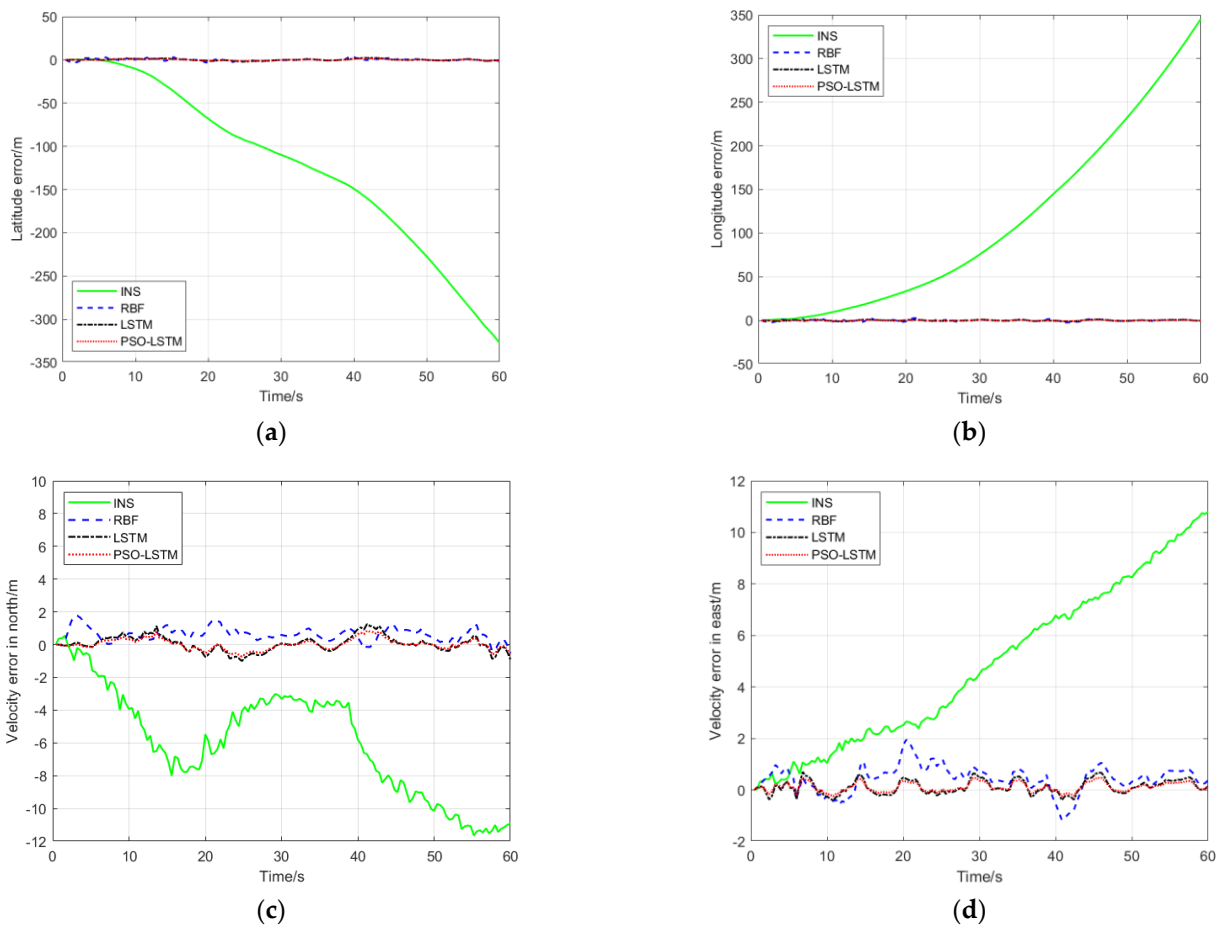 50
0
-50
-100
-150
-200
-250
-300
-350
Latitude error/m
INS
RBF
LSTM
PSO-LSTM
0 10 20 30 40 50 60
Time/s
(a)
350
300
250
200
150
100
50
0
-50
Longitude error/m
INS
RBF
LSTM
PSO-LSTM
0 10 20 30 40 50 60
Time/s
(b)
10
8
6
4
2
0
-2
-4
-6
-8
-10
-12
Velocity error in north/m
INS
RBF
LSTM
PSO-LSTM
0 10 20 30 40 50 60
Time/s
(c)
12
10
8
6
4
2
0
-2
Velocity error in east/m
INS
RBF
LSTM
PSO-LSTM
0 10 20 30 40 50 60
Time/s
(d)